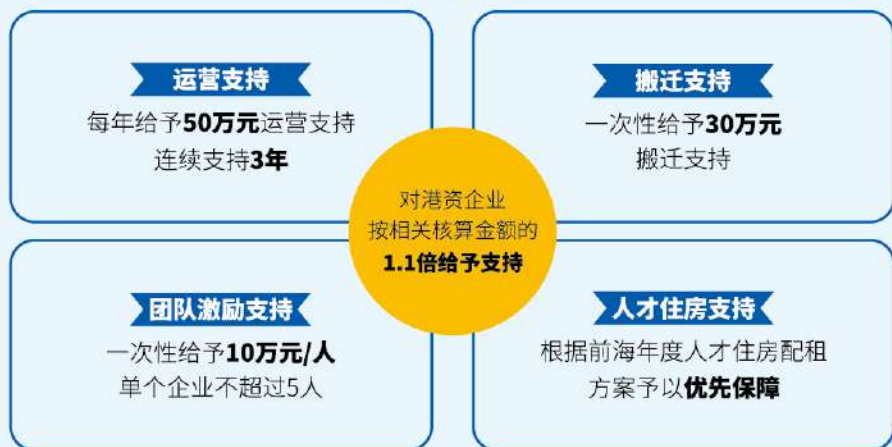 运营支持
每年给予50万元运营支持
连续支持3年
搬迁支持
一次性给予30万元
搬迁支持
对港资企业
按相关核算金额的
1.1倍给予支持
团队激励支持
一次性给予10万元/人
单个企业不超过5人
人才住房支持
根据前海年度人才住房配租
方案予以优先保障